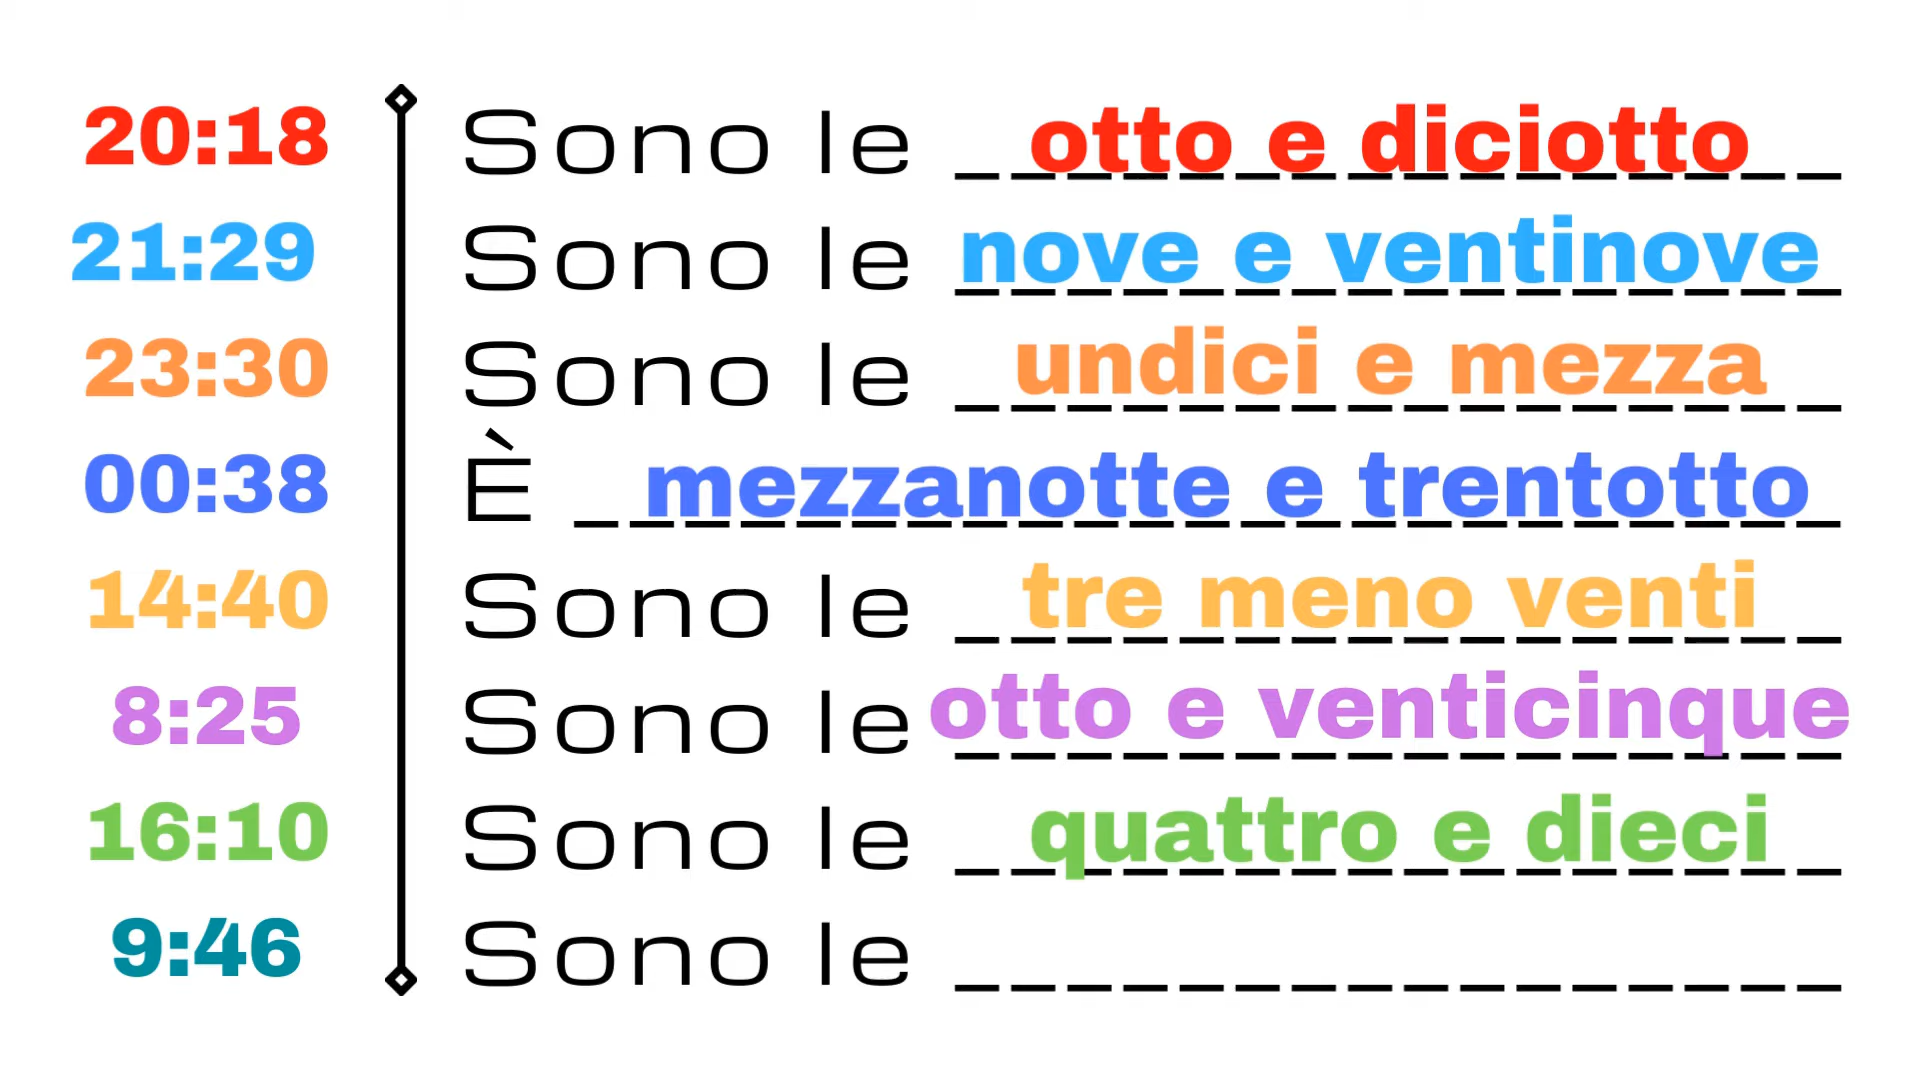 20:18 Sono le otto e diciotto
21:29 Sono le nove e ventinove
23:30 Sono le undici e mezza
00:38 È mezzanotte e trentotto
14:40 Sono le tre meno venti
8:25 Sono le otto e venticinque
16:10 Sono le quattro e dieci
9:46 Sono le ________________